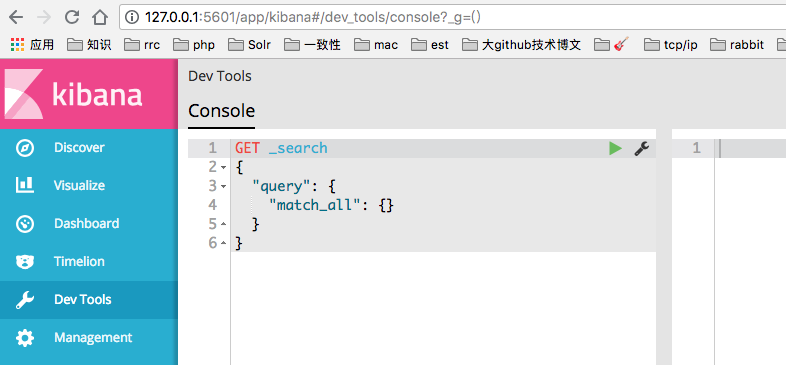 127.0.0.1:5601/app/kibana#/dev_tools/console?_g=()
应用 知识 rrc php Solr 一致性 mac est 大github技术博文 🎸 tcp/ip rabbit
kibana
Discover
Visualize
Dashboard
Timelion
Dev Tools
Management
Dev Tools
Console
1 GET _search
2 {
3 "query": {
4 "match_all": {}
5 }
6 }
1